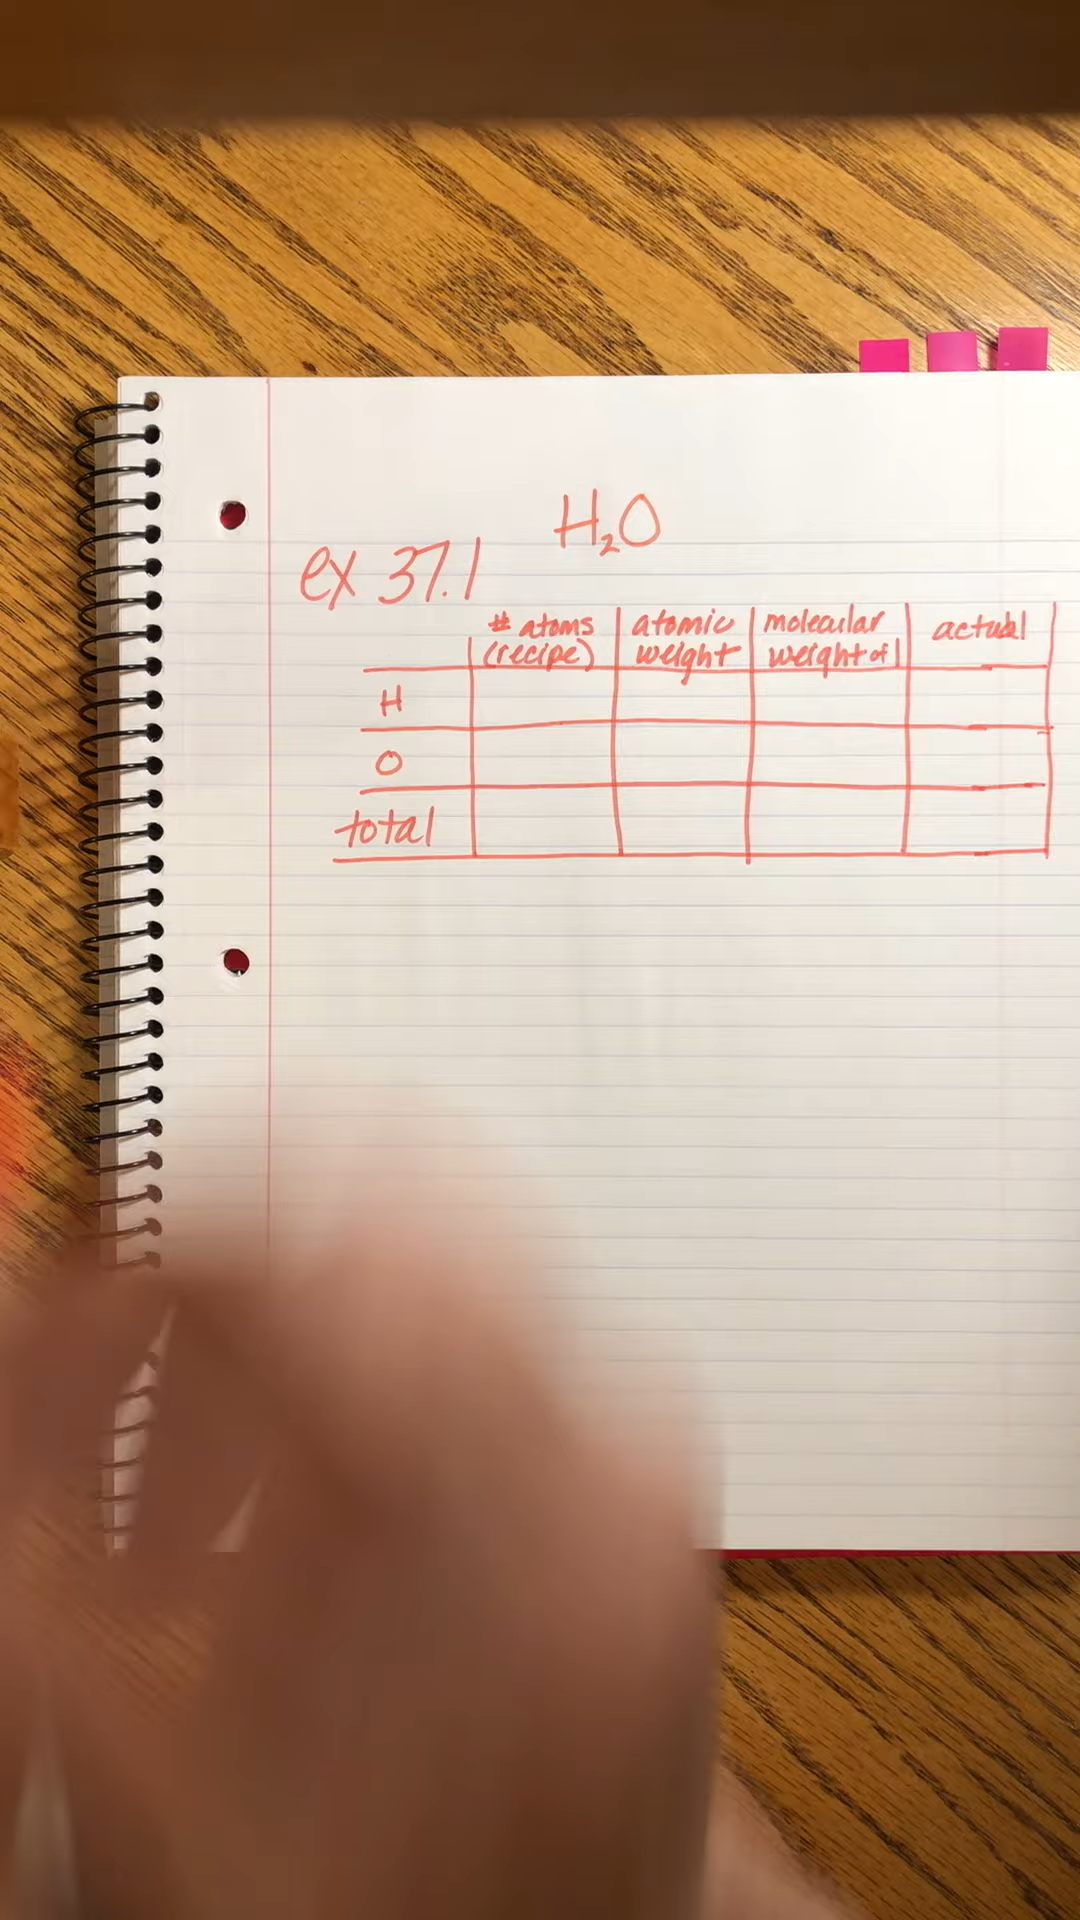 H₂O
ex 37.1
# atoms (recipe) | atomic weight | molecular weight of | actual
H
O
total